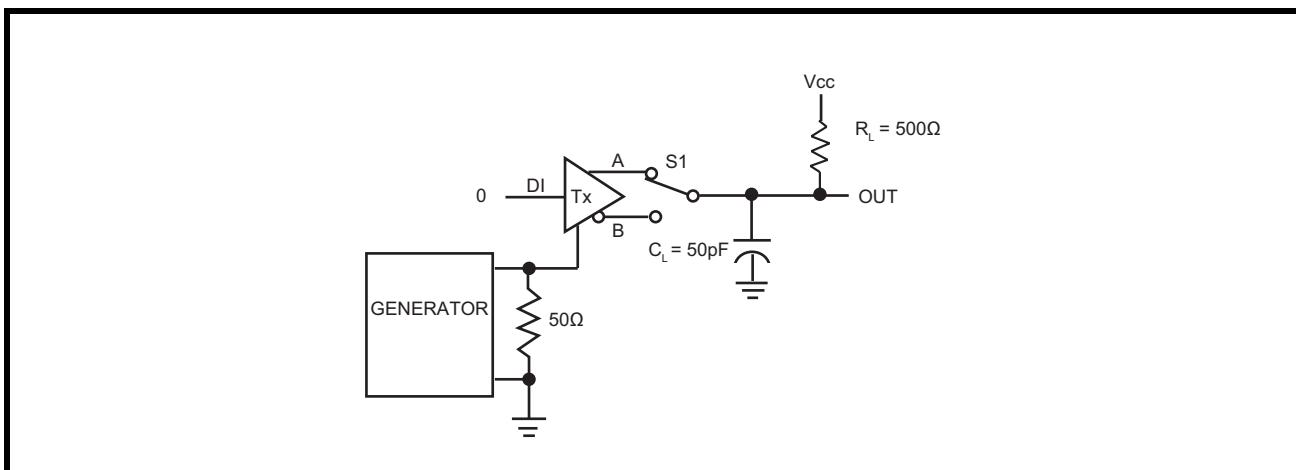 Vcc
R_L = 500Ω
A
S1
0
DI
Tx
OUT
B
C_L = 50pF
GENERATOR
50Ω